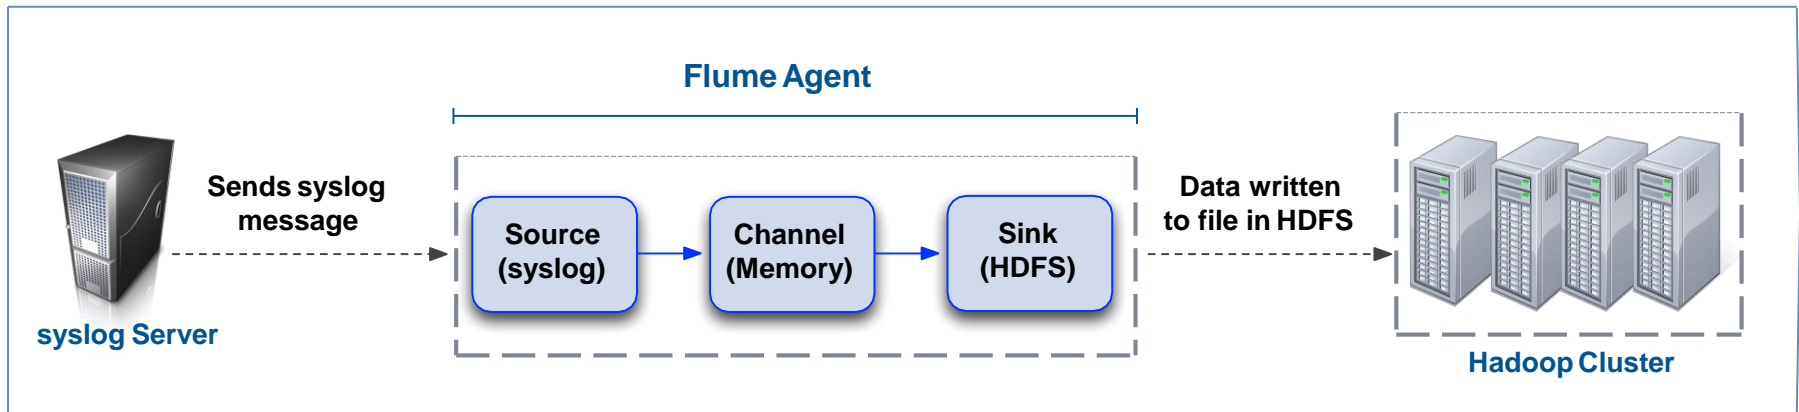 Flume Agent
Sends syslog
message
Source
(syslog)
Channel
(Memory)
Sink
(HDFS)
Data written
to file in HDFS
syslog Server
Hadoop Cluster